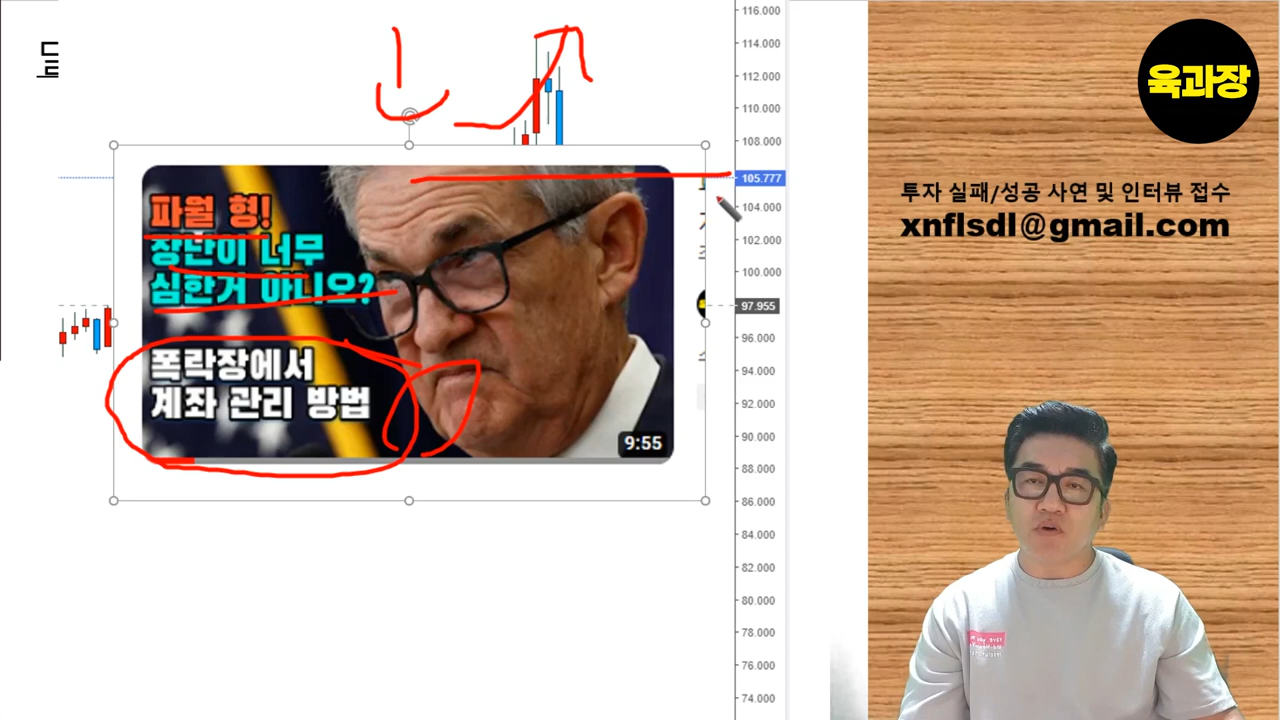 116.000
114.000
112.000
110.000
108.000
105.777
104.000
102.000
100.000
97.955
96.000
94.000
92.000
90.000
88.000
86.000
84.000
82.000
80.000
78.000
76.000
74.000
파월 형!
장난이 너무
심한거 아니오?
폭락장에서
계좌 관리 방법
9:55
육과장
투자 실패/성공 사연 및 인터뷰 접수
xnflsdl@gmail.com